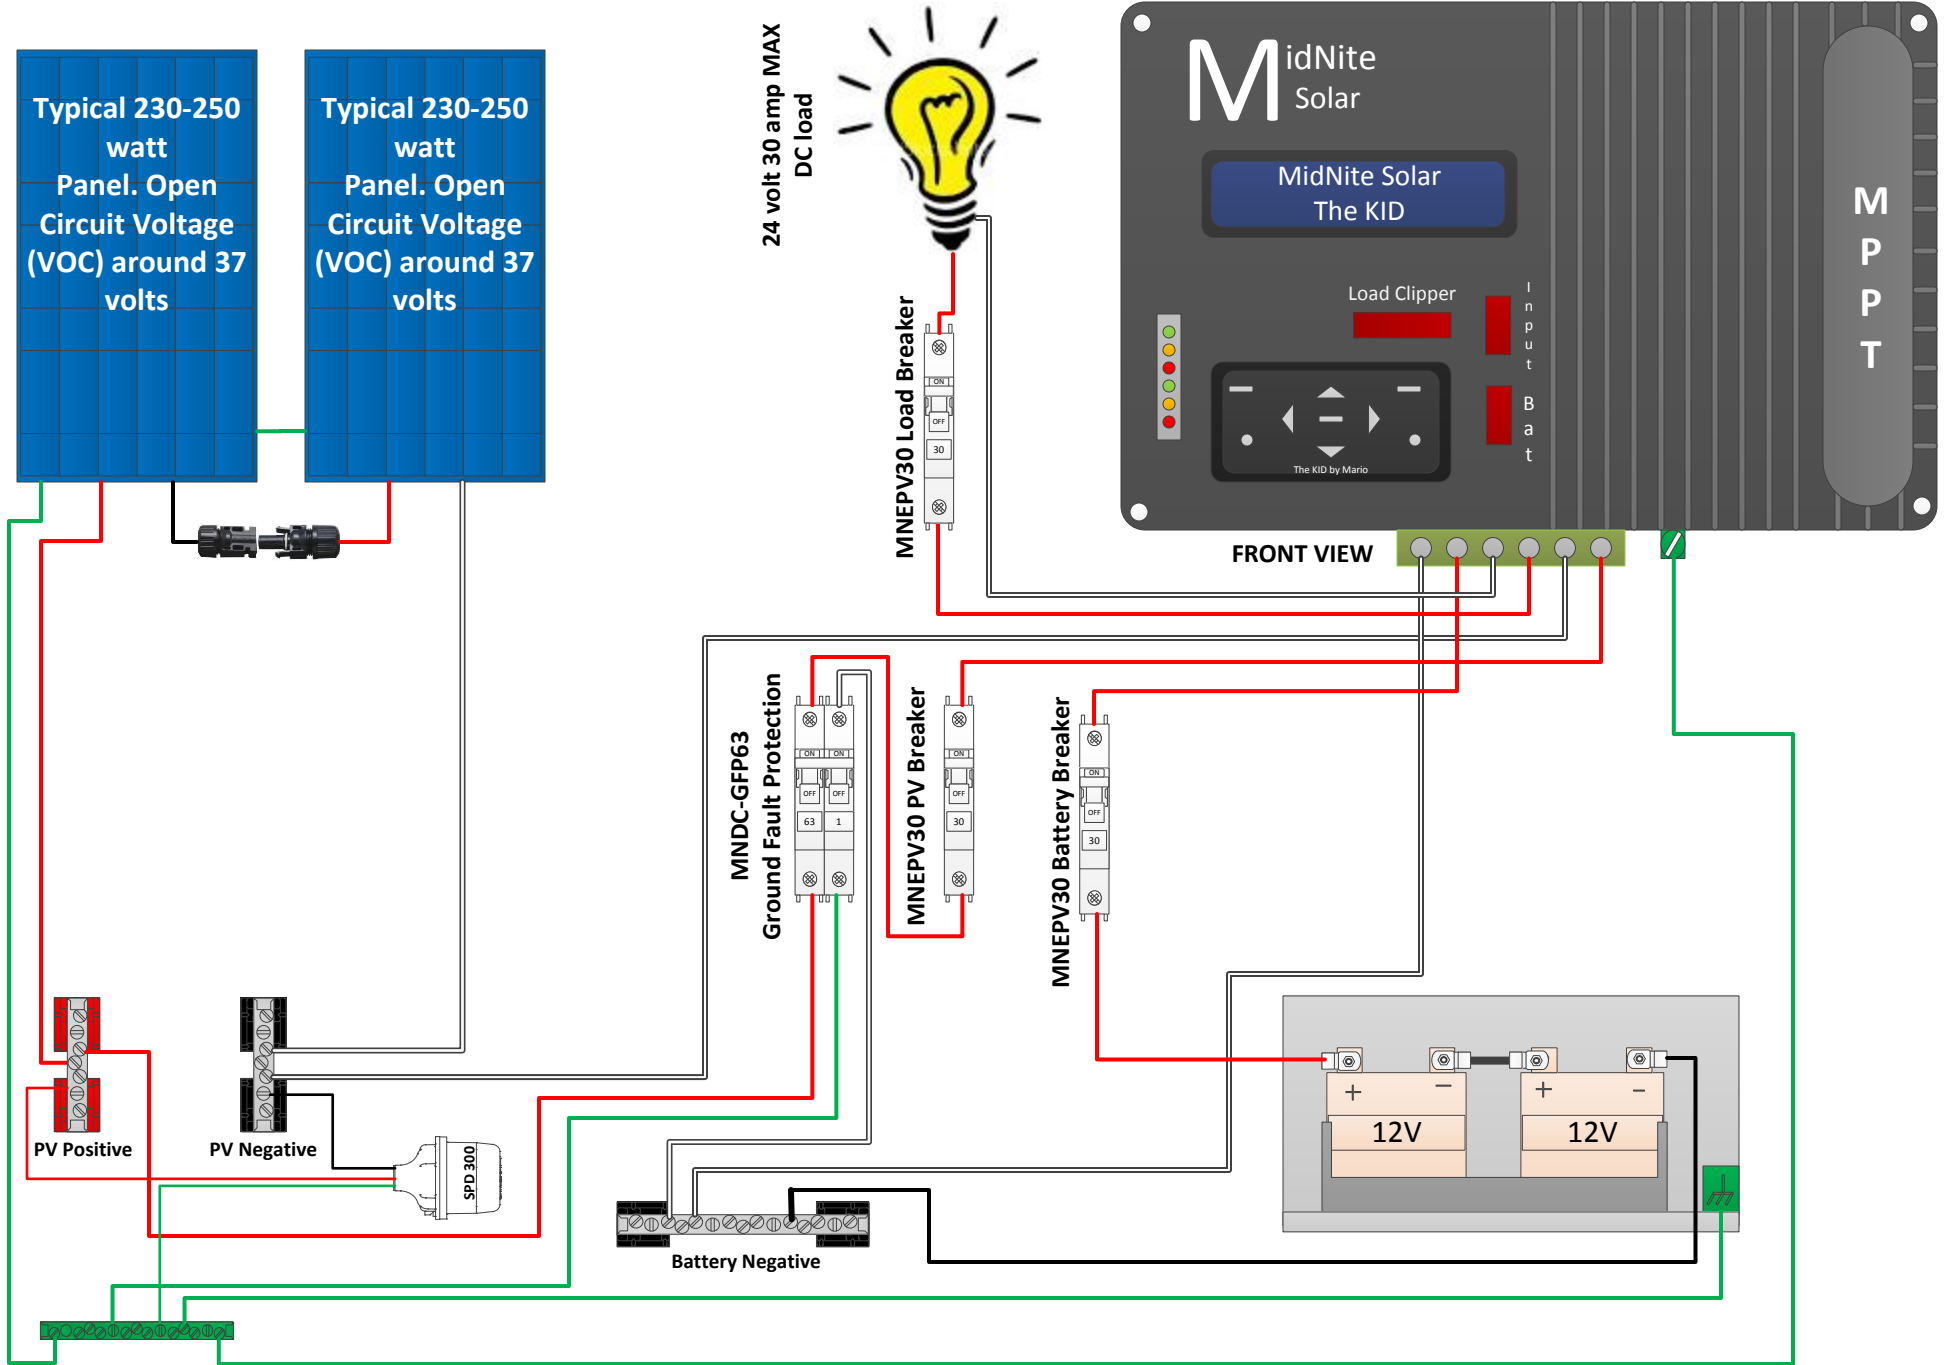 Typical 230-250
watt
Panel. Open
Circuit Voltage
(VOC) around 37
volts
Typical 230-250
watt
Panel. Open
Circuit Voltage
(VOC) around 37
volts
24 volt 30 amp MAX
DC load
MidNite
Solar
MidNite Solar
The KID
Load Clipper
Input
Bat
The KID by Mario
MPPT
FRONT VIEW
MNEPV30 Load Breaker
ON
OFF
30
MNDC-GFP63
Ground Fault Protection
ON
ON
OFF
OFF
63
1
MNEPV30 PV Breaker
ON
OFF
30
MNEPV30 Battery Breaker
ON
OFF
30
PV Positive
PV Negative
SPD 300
Battery Negative
+
−
+
−
12V
12V